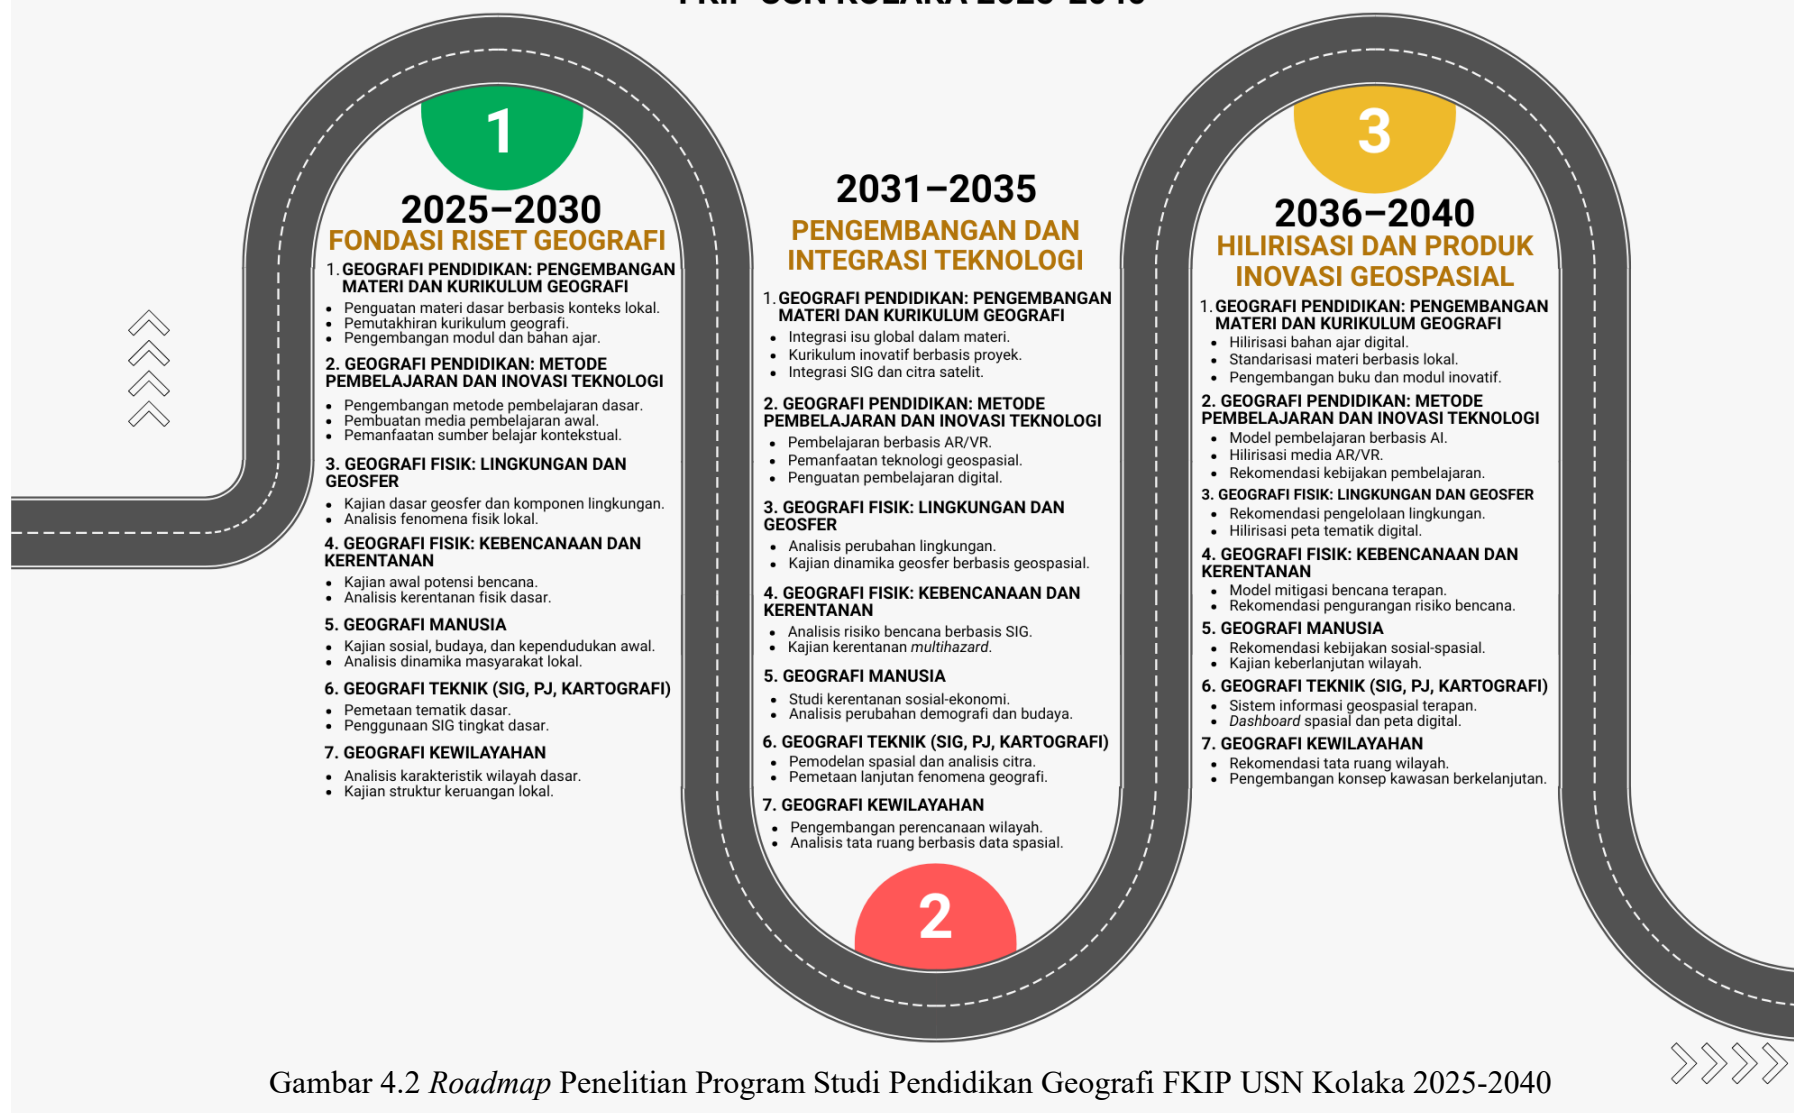 FKIP USN KOLAKA 2025-2040
1
2025–2030
FONDASI RISET GEOGRAFI
1. GEOGRAFI PENDIDIKAN: PENGEMBANGAN
MATERI DAN KURIKULUM GEOGRAFI
• Penguatan materi dasar berbasis konteks lokal.
• Pemutakhiran kurikulum geografi.
• Pengembangan modul dan bahan ajar.
2. GEOGRAFI PENDIDIKAN: METODE
PEMBELAJARAN DAN INOVASI TEKNOLOGI
• Pengembangan metode pembelajaran dasar.
• Pembuatan media pembelajaran awal.
• Pemanfaatan sumber belajar kontekstual.
3. GEOGRAFI FISIK: LINGKUNGAN DAN
GEOSFER
• Kajian dasar geosfer dan komponen lingkungan.
• Analisis fenomena fisik lokal.
4. GEOGRAFI FISIK: KEBENCANAAN DAN
KERENTANAN
• Kajian awal potensi bencana.
• Analisis kerentanan fisik dasar.
5. GEOGRAFI MANUSIA
• Kajian sosial, budaya, dan kependudukan awal.
• Analisis dinamika masyarakat lokal.
6. GEOGRAFI TEKNIK (SIG, PJ, KARTOGRAFI)
• Pemetaan tematik dasar.
• Penggunaan SIG tingkat dasar.
7. GEOGRAFI KEWILAYAHAN
• Analisis karakteristik wilayah dasar.
• Kajian struktur keruangan lokal.
2031–2035
PENGEMBANGAN DAN
INTEGRASI TEKNOLOGI
1. GEOGRAFI PENDIDIKAN: PENGEMBANGAN
MATERI DAN KURIKULUM GEOGRAFI
• Integrasi isu global dalam materi.
• Kurikulum inovatif berbasis proyek.
• Integrasi SIG dan citra satelit.
2. GEOGRAFI PENDIDIKAN: METODE
PEMBELAJARAN DAN INOVASI TEKNOLOGI
• Pembelajaran berbasis AR/VR.
• Pemanfaatan teknologi geospasial.
• Penguatan pembelajaran digital.
3. GEOGRAFI FISIK: LINGKUNGAN DAN
GEOSFER
• Analisis perubahan lingkungan.
• Kajian dinamika geosfer berbasis geospasial.
4. GEOGRAFI FISIK: KEBENCANAAN DAN
KERENTANAN
• Analisis risiko bencana berbasis SIG.
• Kajian kerentanan multihazard.
5. GEOGRAFI MANUSIA
• Studi kerentanan sosial-ekonomi.
• Analisis perubahan demografi dan budaya.
6. GEOGRAFI TEKNIK (SIG, PJ, KARTOGRAFI)
• Pemodelan spasial dan analisis citra.
• Pemetaan lanjutan fenomena geografi.
7. GEOGRAFI KEWILAYAHAN
• Pengembangan perencanaan wilayah.
• Analisis tata ruang berbasis data spasial.
2
3
2036–2040
HILIRISASI DAN PRODUK
INOVASI GEOSPASIAL
1. GEOGRAFI PENDIDIKAN: PENGEMBANGAN
MATERI DAN KURIKULUM GEOGRAFI
• Hilirisasi bahan ajar digital.
• Standarisasi materi berbasis lokal.
• Pengembangan buku dan modul inovatif.
2. GEOGRAFI PENDIDIKAN: METODE
PEMBELAJARAN DAN INOVASI TEKNOLOGI
• Model pembelajaran berbasis AI.
• Hilirisasi media AR/VR.
• Rekomendasi kebijakan pembelajaran.
3. GEOGRAFI FISIK: LINGKUNGAN DAN GEOSFER
• Rekomendasi pengelolaan lingkungan.
• Hilirisasi peta tematik digital.
4. GEOGRAFI FISIK: KEBENCANAAN DAN
KERENTANAN
• Model mitigasi bencana terapan.
• Rekomendasi pengurangan risiko bencana.
5. GEOGRAFI MANUSIA
• Rekomendasi kebijakan sosial-spasial.
• Kajian keberlanjutan wilayah.
6. GEOGRAFI TEKNIK (SIG, PJ, KARTOGRAFI)
• Sistem informasi geospasial terapan.
• Dashboard spasial dan peta digital.
7. GEOGRAFI KEWILAYAHAN
• Rekomendasi tata ruang wilayah.
• Pengembangan konsep kawasan berkelanjutan.
Gambar 4.2 Roadmap Penelitian Program Studi Pendidikan Geografi FKIP USN Kolaka 2025-2040